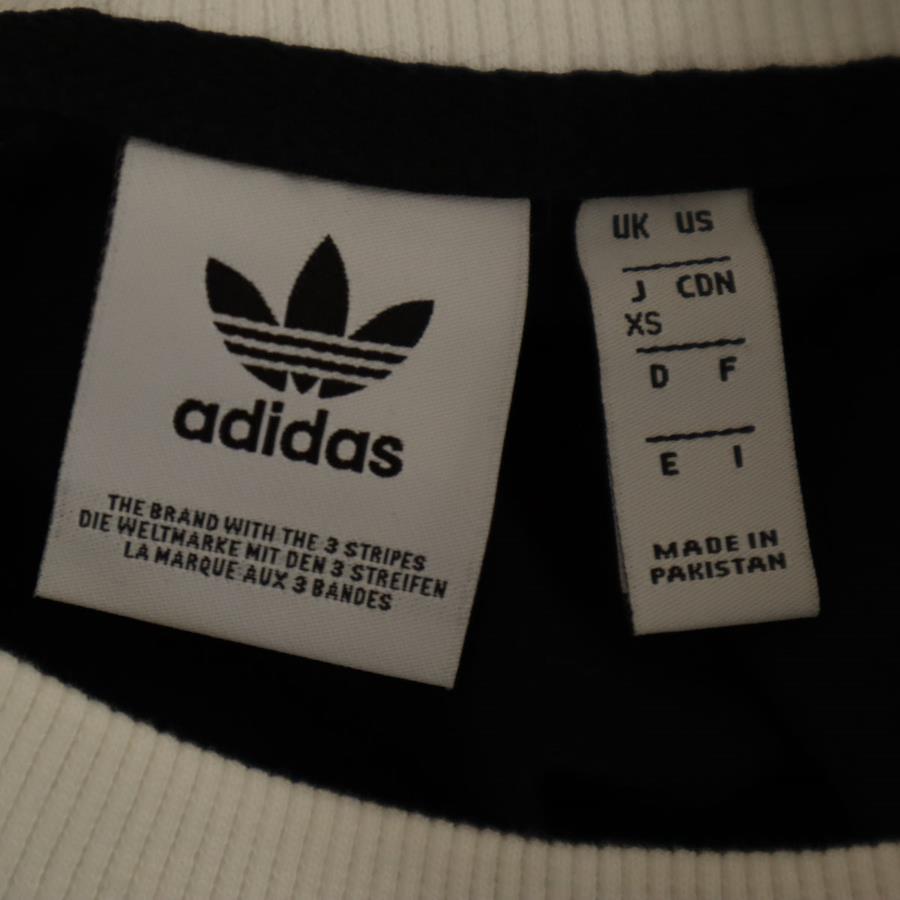 adidas
THE BRAND WITH THE 3 STRIPES
DIE WELTMARKE MIT DEN 3 STREIFEN
LA MARQUE AUX 3 BANDES
UK US
J CDN
XS
D F
E I
MADE IN
PAKISTAN